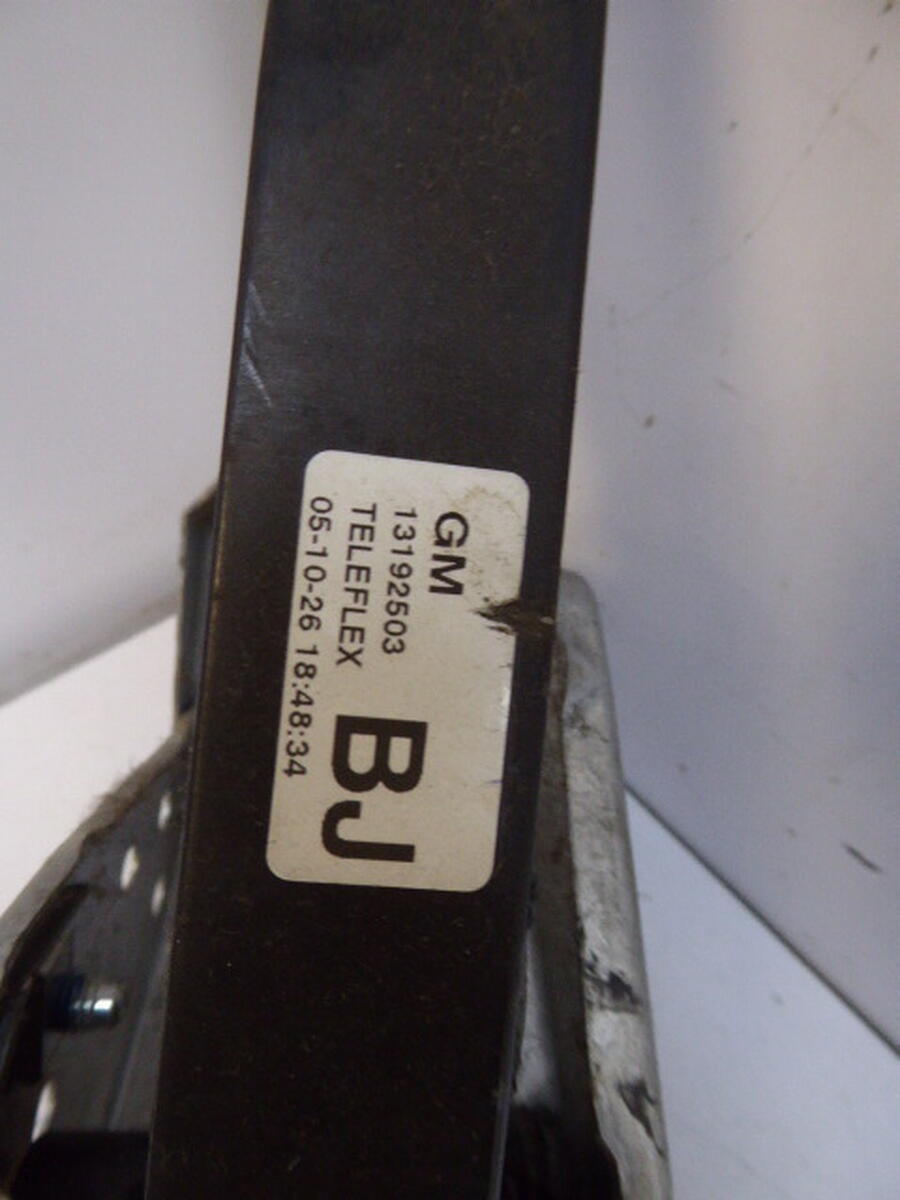 GM
13192503
TELEFLEX
05-10-26 18:48:34
BJ